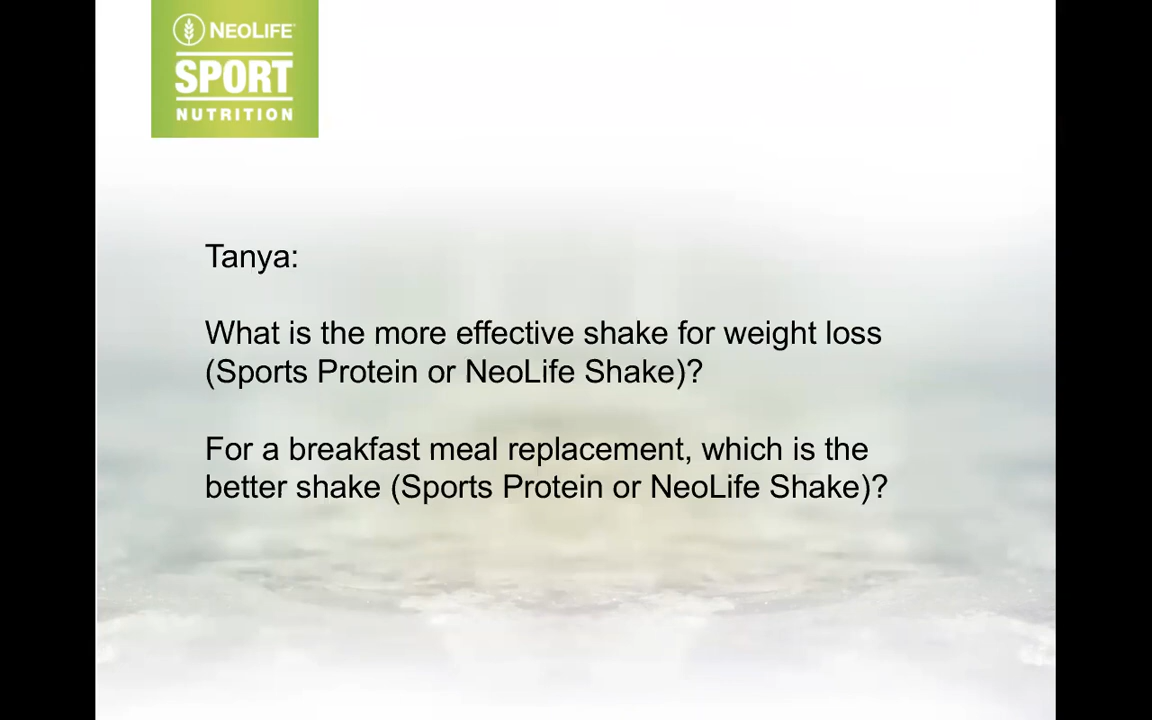 NEOLIFE
SPORT
NUTRITION
Tanya:
What is the more effective shake for weight loss
(Sports Protein or NeoLife Shake)?
For a breakfast meal replacement, which is the
better shake (Sports Protein or NeoLife Shake)?